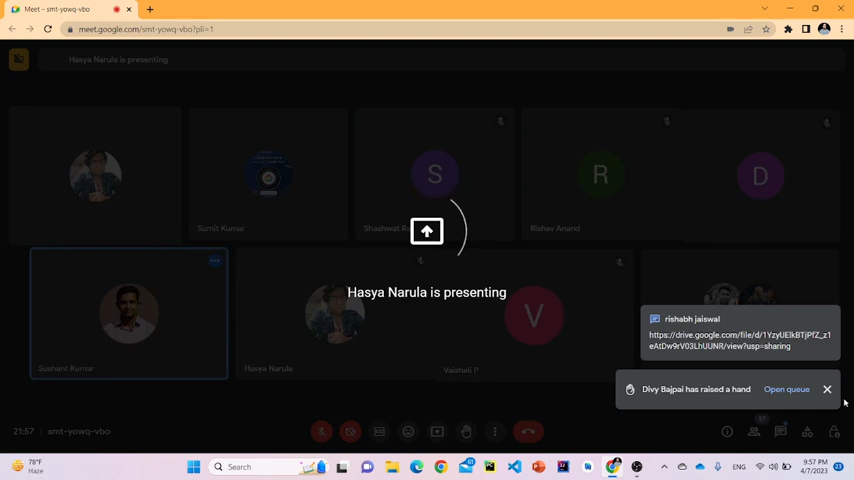 Meet – smt-yowq-vbo
meet.google.com/smt-yowq-vbo?pli=1
Hasya Narula is presenting
S
R
D
Sumit Kumar
Shashwat
Rishav Anand
Hasya Narula is presenting
V
Sushant Kumar
Hasya Narula
Vaishali P
rishabh jaiswal
https://drive.google.com/file/d/1YzyUElkBTjPfZ_z1
eAtDw9rV03LhUUNR/view?usp=sharing
Divy Bajpai has raised a hand
Open queue
21:57
smt-yowq-vbo
57
78°F
Haze
Search
ENG
9:57 PM
4/7/2023